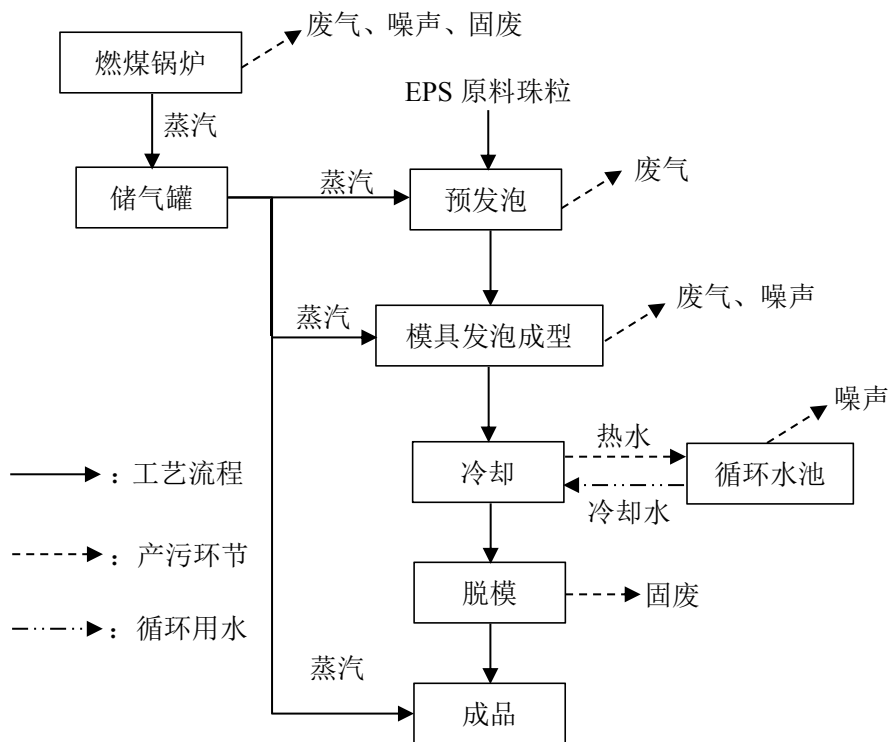 废气、噪声、固废
燃煤锅炉
EPS 原料珠粒
蒸汽
储气罐
蒸汽
预发泡
废气
蒸汽
模具发泡成型
废气、噪声
噪声
冷却
热水
冷却水
循环水池
：工艺流程
：产污环节
：循环用水
脱模
固废
蒸汽
成品